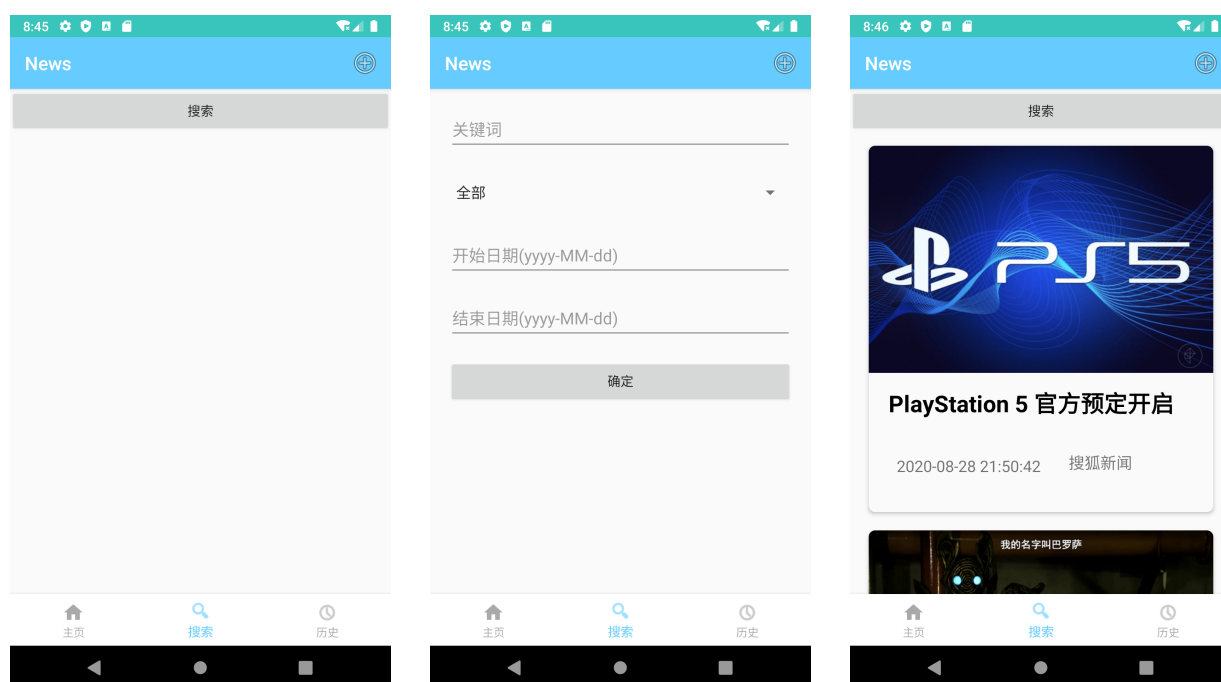 8:45
News
搜索
主页
搜索
历史
8:45
News
关键词
全部
开始日期(yyyy-MM-dd)
结束日期(yyyy-MM-dd)
确定
主页
搜索
历史
8:46
News
搜索
PS5
PlayStation 5 官方预定开启
2020-08-28 21:50:42
搜狐新闻
我的名字叫巴罗萨
主页
搜索
历史